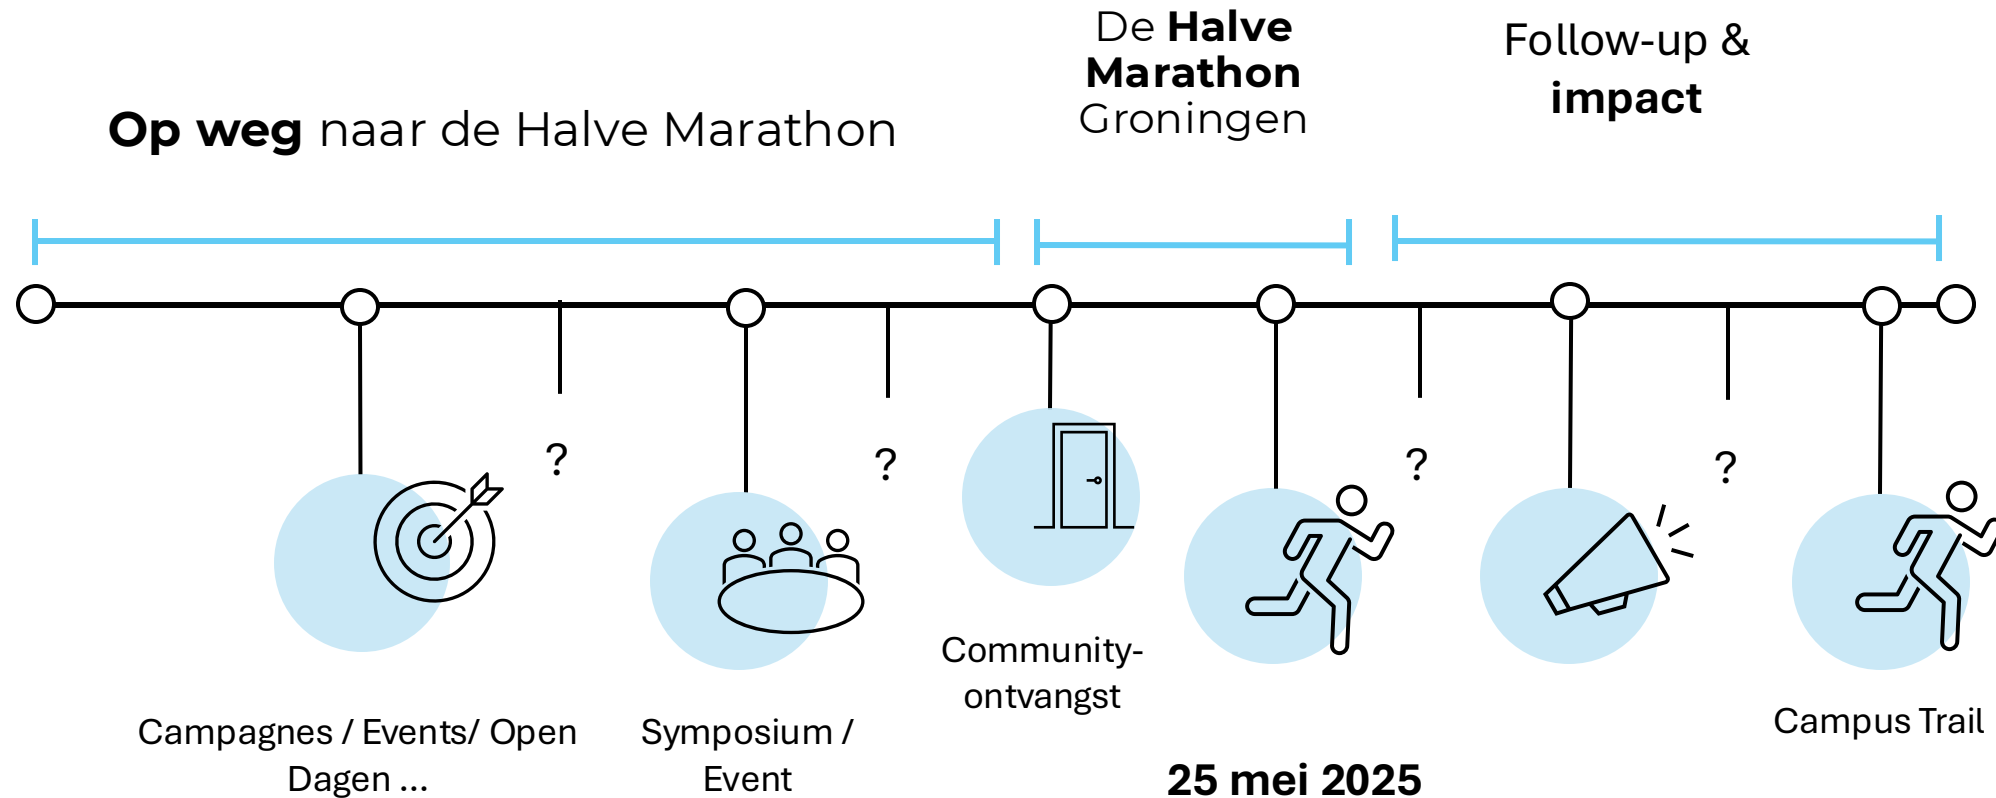 Op weg naar de Halve Marathon
De Halve
Marathon
Groningen
Follow-up &
impact
?
?
?
?
Campagnes / Events/ Open
Dagen ...
Symposium /
Event
Community-
ontvangst
25 mei 2025
Campus Trail